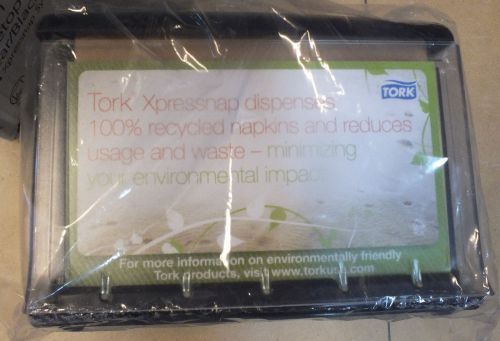 TORK
Tork Xpressnap dispenses
100% recycled napkins and reduces
usage and waste – minimizing
your environmental impact
For more information on environmentally friendly
Tork products, visit www.torkusa.com